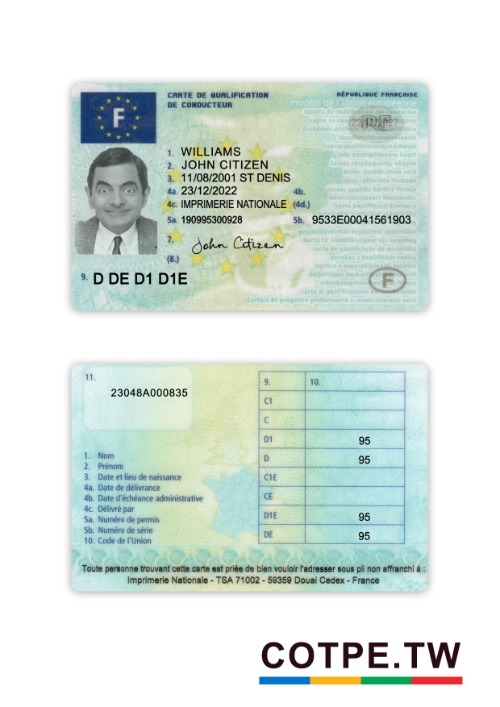 CARTE DE QUALIFICATION
DE CONDUCTEUR
RÉPUBLIQUE FRANÇAISE
modèle de l'Union européenne
F
22/12/2027
1. WILLIAMS
2. JOHN CITIZEN
3. 11/08/2001 ST DENIS
4a. 23/12/2022 4b.
4c. IMPRIMERIE NATIONALE (4d.)
5a. 190995300928 5b. 9533E00041561903
7. John Citizen
(8.)
9. D DE D1 D1E
F
11.
23048A000835
9. 10.
C1
C
D1 95
D 95
C1E
CE
D1E 95
DE 95
1. Nom
2. Prénom
3. Date et lieu de naissance
4a. Date de délivrance
4b. Date d'échéance administrative
4c. Délivré par
5a. Numéro de permis
5b. Numéro de série
10. Code de l'Union
Toute personne trouvant cette carte est priée de bien vouloir l'adresser sous pli non affranchi à :
Imprimerie Nationale - TSA 71002 - 59359 Douai Cedex - France
COTPE.TW